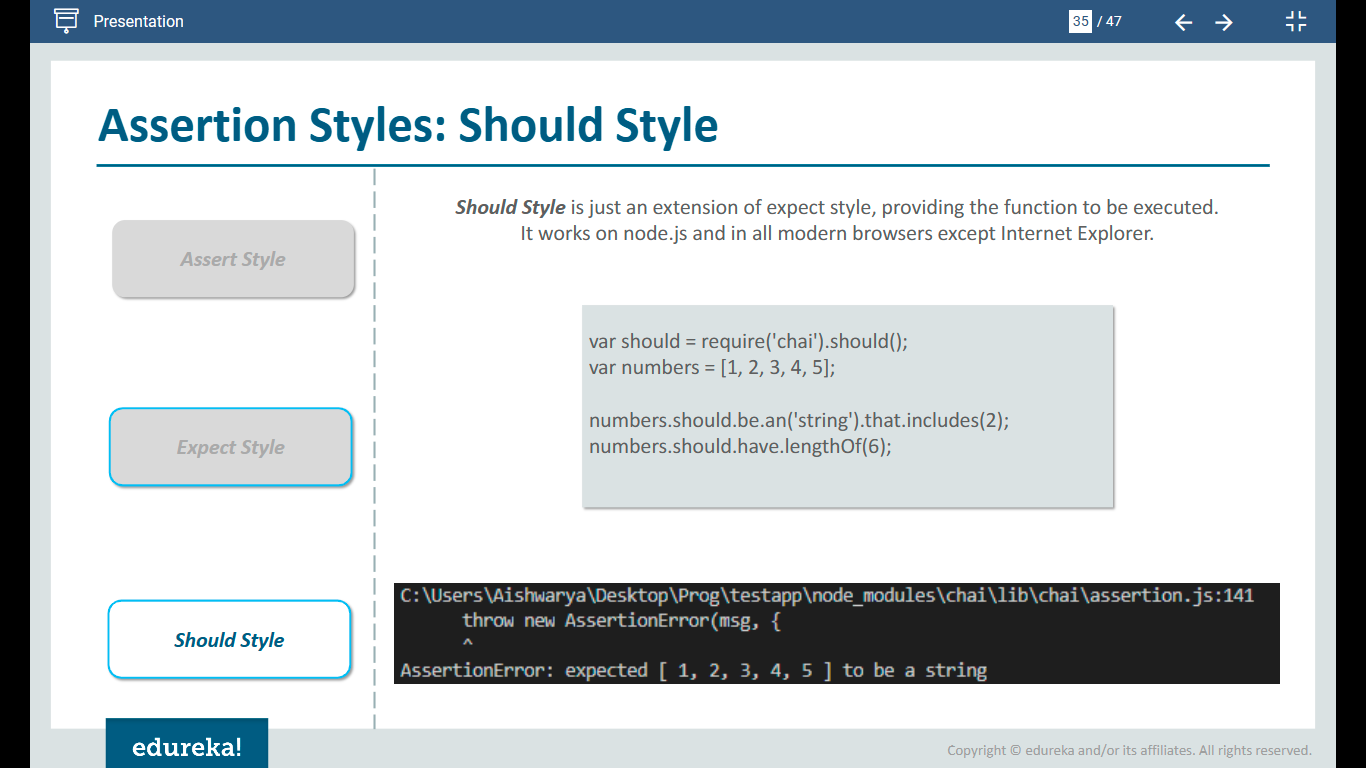 Presentation
35 / 47
Assertion Styles: Should Style
Assert Style
Expect Style
Should Style
Should Style is just an extension of expect style, providing the function to be executed.
It works on node.js and in all modern browsers except Internet Explorer.
var should = require('chai').should();
var numbers = [1, 2, 3, 4, 5];
numbers.should.be.an('string').that.includes(2);
numbers.should.have.lengthOf(6);
C:\Users\Aishwarya\Desktop\Prog\testapp\node_modules\chai\lib\chai\assertion.js:141
throw new AssertionError(msg, {
^
AssertionError: expected [ 1, 2, 3, 4, 5 ] to be a string
edureka!
Copyright © edureka and/or its affiliates. All rights reserved.